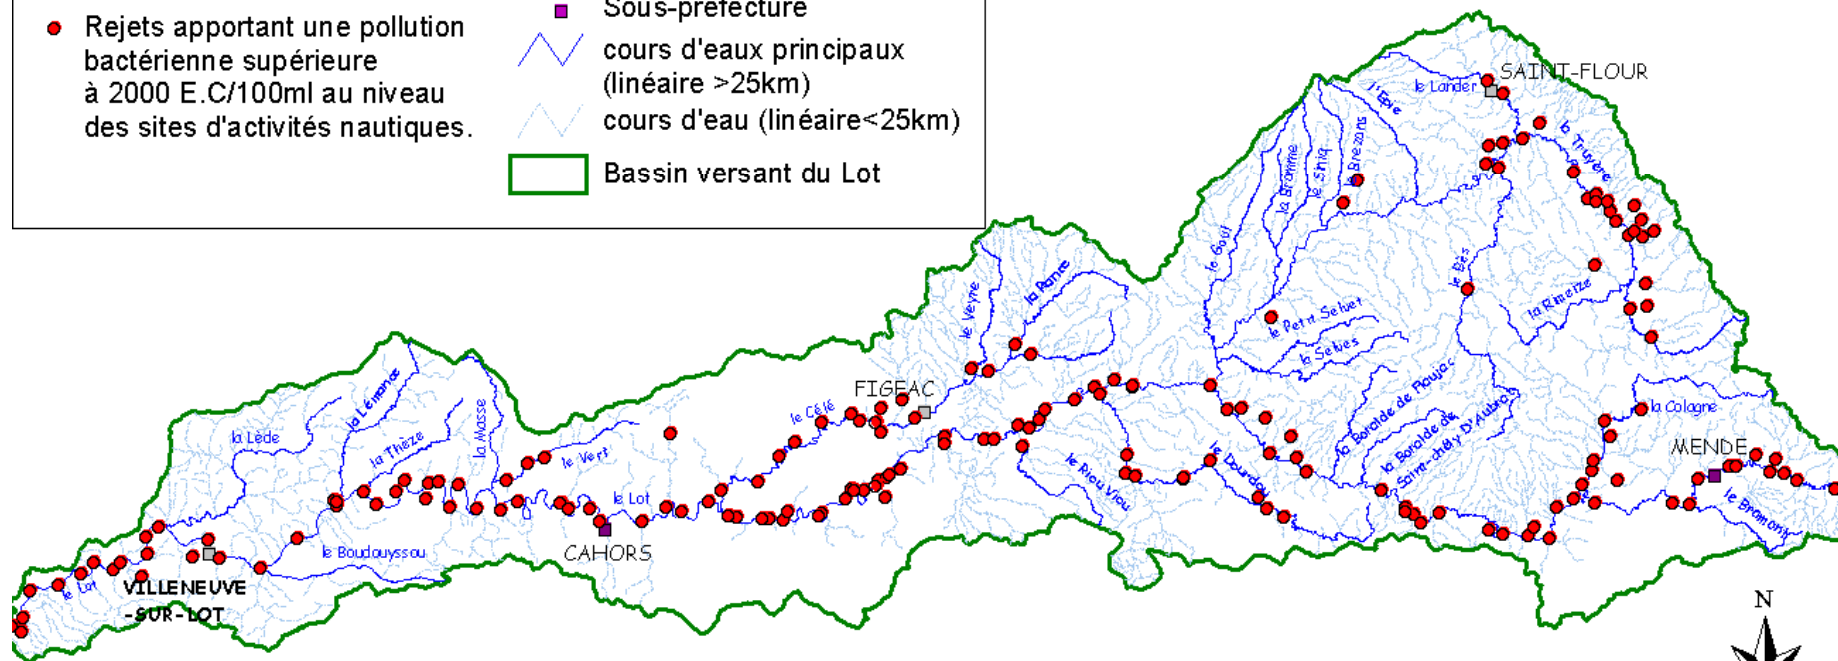 Sous-préfecture
Rejets apportant une pollution
bactérienne supérieure
à 2000 E.C/100ml au niveau
des sites d'activités nautiques.
cours d'eaux principaux
(linéaire >25km)
cours d'eau (linéaire<25km)
Bassin versant du Lot
SAINT-FLOUR
le Lander
l'Epie
le Brezons
la Truyère
le Siniq
la Bromme
le Goul
le Bès
la Rimeize
le Veyre
la Rance
le Petit Selvet
la Selves
FIGEAC
le Célé
la Lémance
la Lède
la Thèze
la Masse
le Vert
la Boralde de Flaujac
la Boralde de
Saint-chély D'Aubrac
la Colagne
MENDE
le Bramont
le Dourdou
le Riou Viou
le Lot
CAHORS
le Boudouyssou
le Lot
VILLENEUVE
-SUR-LOT
N